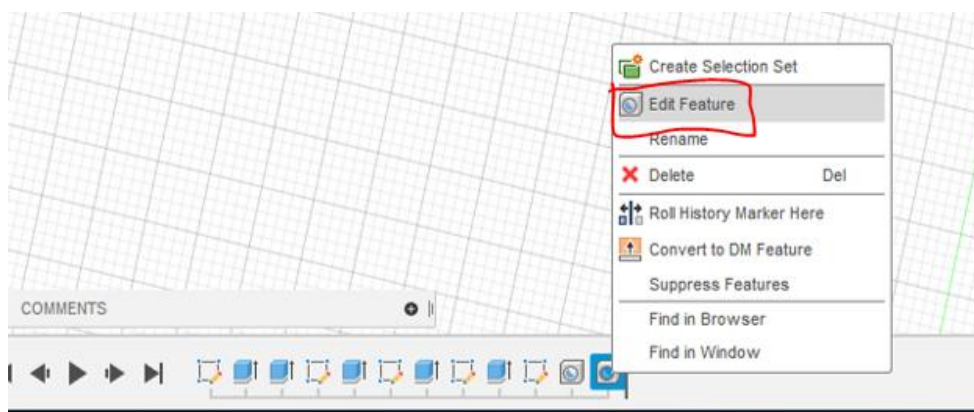 Create Selection Set
Edit Feature
Rename
Delete Del
Roll History Marker Here
Convert to DM Feature
Suppress Features
Find in Browser
Find in Window
COMMENTS